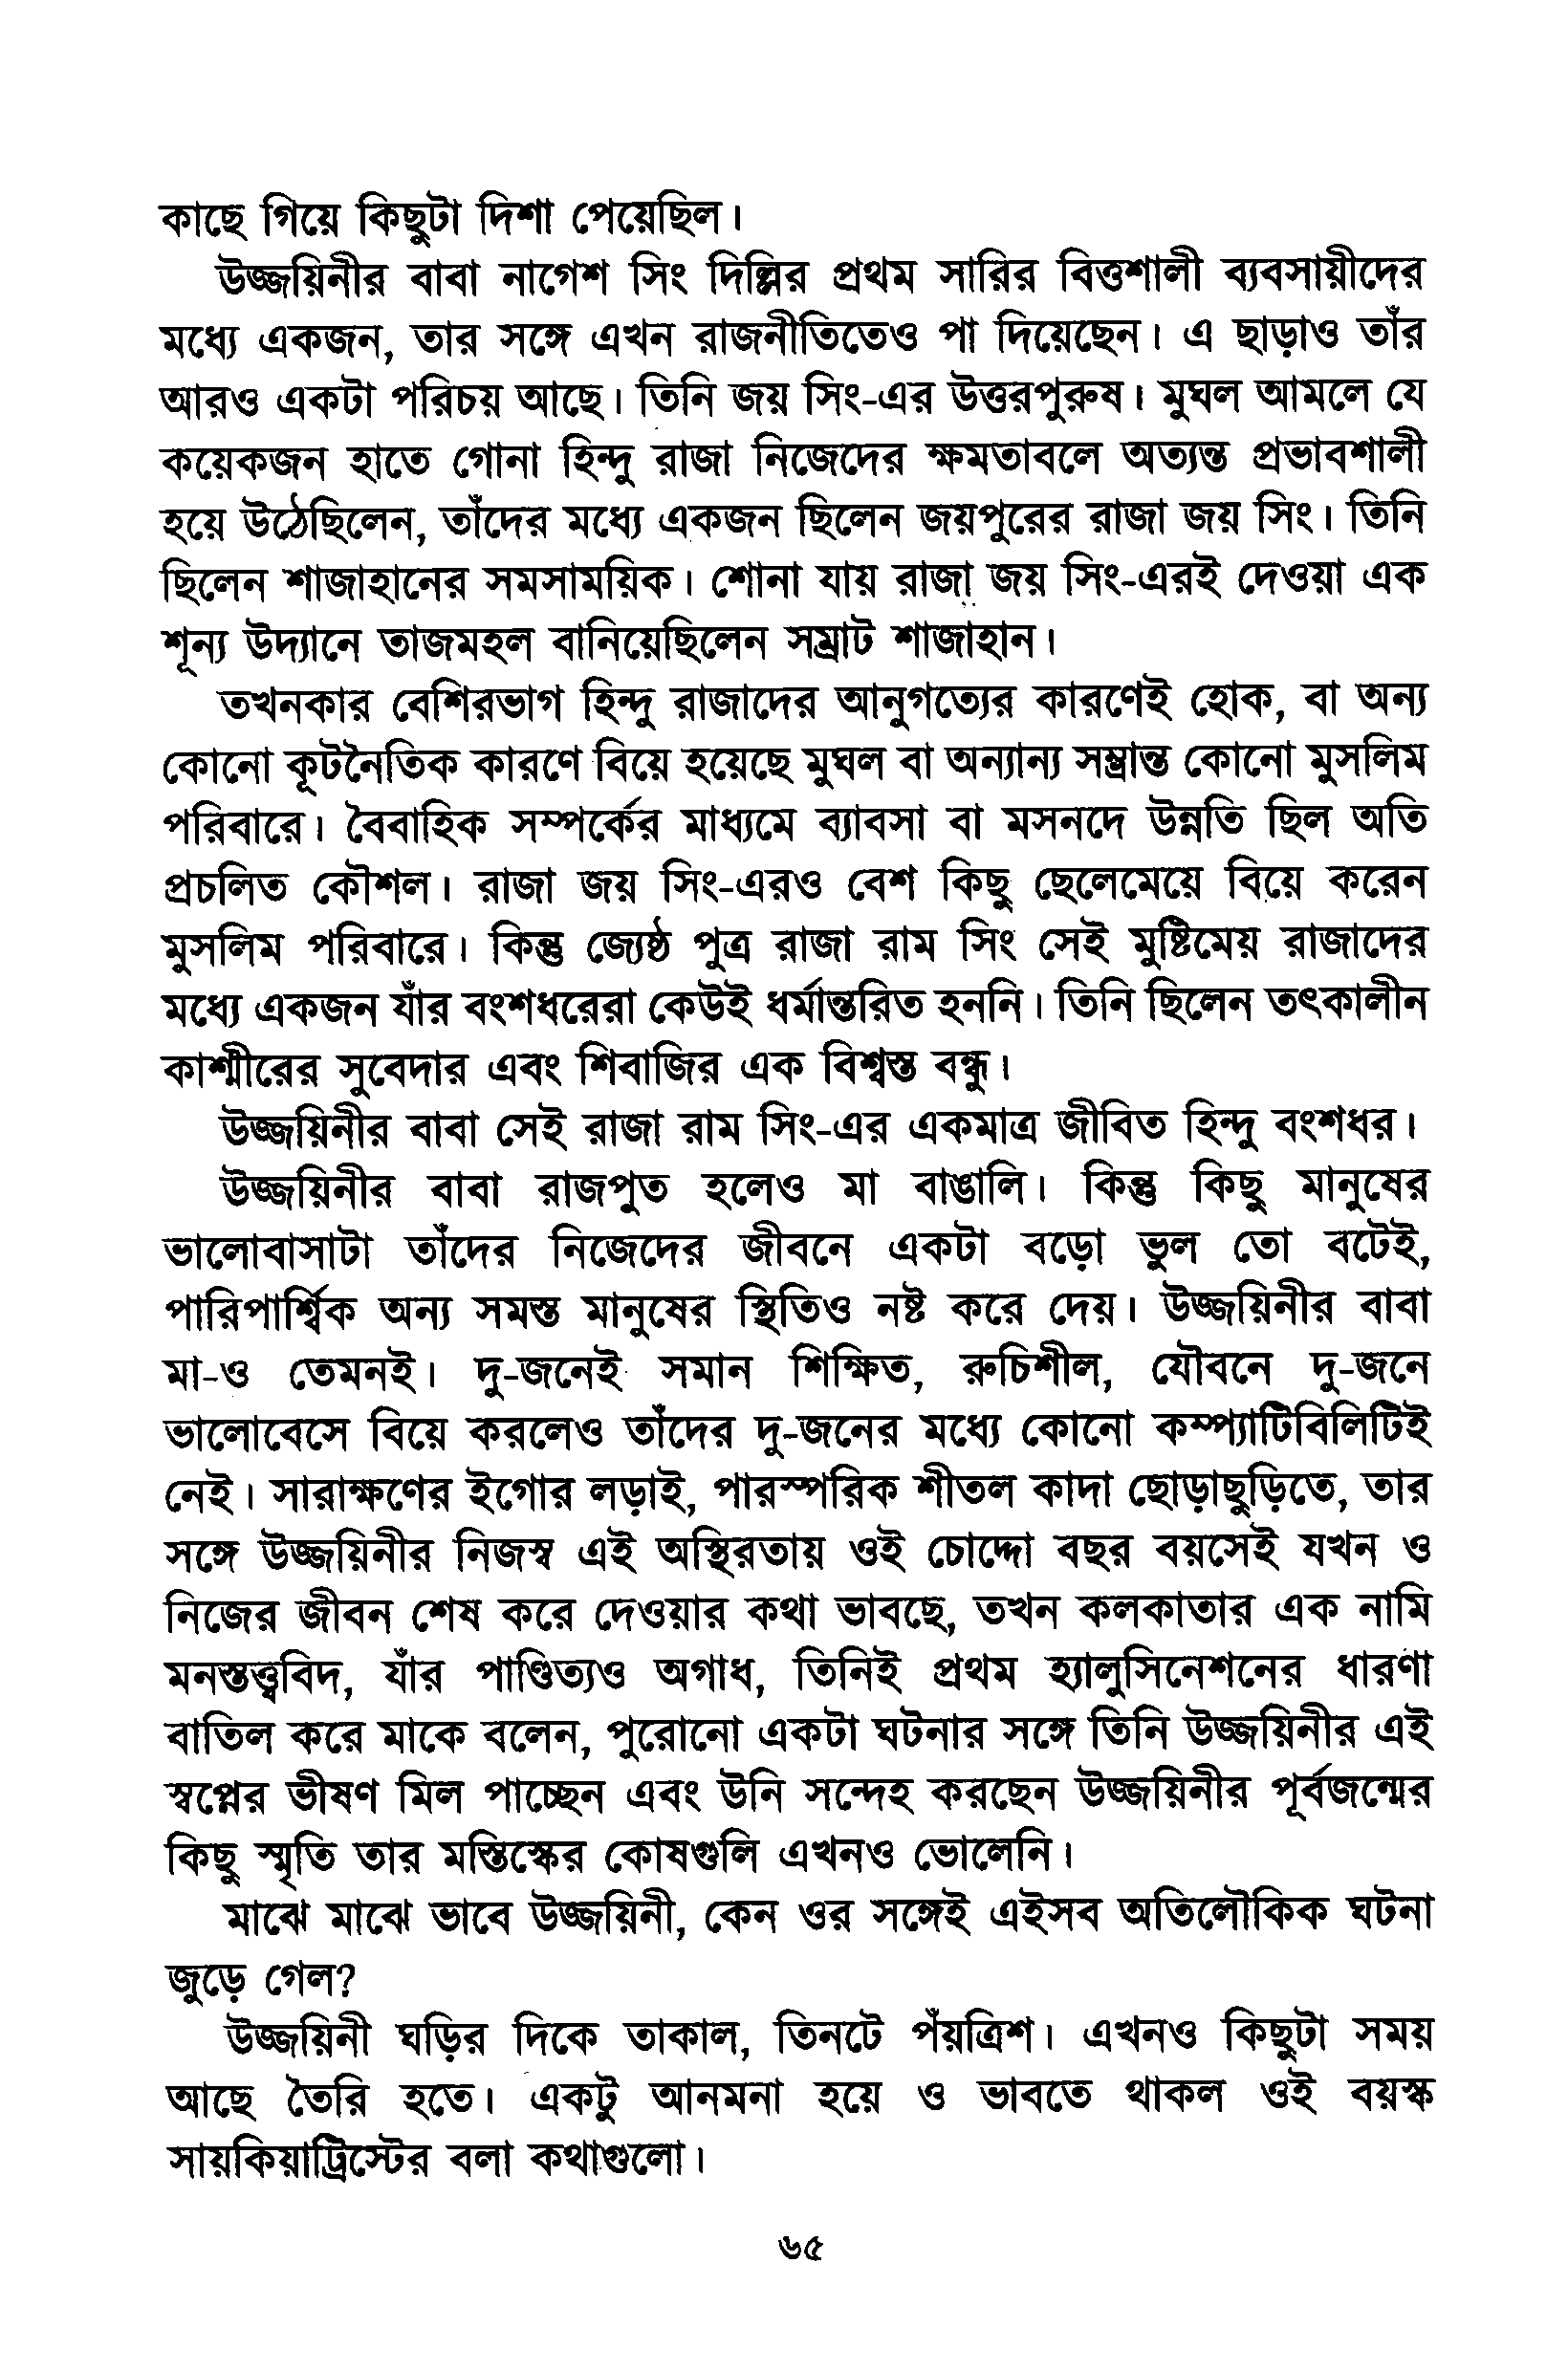 কাছে গিয়ে কিছুটা দিশা পেয়েছিল।
উজ্জয়িনীর বাবা নাগেশ সিং দিল্লির প্রথম সারির বিত্তশালী ব্যবসায়ীদের
মধ্যে একজন, তার সঙ্গে এখন রাজনীতিতেও পা দিয়েছেন। এ ছাড়াও তাঁর
আরও একটা পরিচয় আছে। তিনি জয় সিং-এর উত্তরপুরুষ। মুঘল আমলে যে
কয়েকজন হাতে গোনা হিন্দু রাজা নিজেদের ক্ষমতাবলে অত্যন্ত প্রভাবশালী
হয়ে উঠেছিলেন, তাঁদের মধ্যে একজন ছিলেন জয়পুরের রাজা জয় সিং। তিনি
ছিলেন শাজাহানের সমসাময়িক। শোনা যায় রাজা জয় সিং-এরই দেওয়া এক
শূন্য উদ্যানে তাজমহল বানিয়েছিলেন সম্রাট শাজাহান।
তখনকার বেশিরভাগ হিন্দু রাজাদের আনুগত্যের কারণেই হোক, বা অন্য
কোনো কূটনৈতিক কারণে বিয়ে হয়েছে মুঘল বা অন্যান্য সম্ভ্রান্ত কোনো মুসলিম
পরিবারে। বৈবাহিক সম্পর্কের মাধ্যমে ব্যাবসা বা মসনদে উন্নতি ছিল অতি
প্রচলিত কৌশল। রাজা জয় সিং-এরও বেশ কিছু ছেলেমেয়ে বিয়ে করেন
মুসলিম পরিবারে। কিন্তু জ্যেষ্ঠ পুত্র রাজা রাম সিং সেই মুষ্টিমেয় রাজাদের
মধ্যে একজন যাঁর বংশধরেরা কেউই ধর্মান্তরিত হননি। তিনি ছিলেন তৎকালীন
কাশ্মীরের সুবেদার এবং শিবাজির এক বিশ্বস্ত বন্ধু।
উজ্জয়িনীর বাবা সেই রাজা রাম সিং-এর একমাত্র জীবিত হিন্দু বংশধর।
উজ্জয়িনীর বাবা রাজপুত হলেও মা বাঙালি। কিন্তু কিছু মানুষের
ভালোবাসাটা তাঁদের নিজেদের জীবনে একটা বড়ো ভুল তো বটেই,
পারিপার্শ্বিক অন্য সমস্ত মানুষের স্থিতিও নষ্ট করে দেয়। উজ্জয়িনীর বাবা
মা-ও তেমনই। দু-জনেই সমান শিক্ষিত, রুচিশীল, যৌবনে দু-জনে
ভালোবেসে বিয়ে করলেও তাঁদের দু-জনের মধ্যে কোনো কম্প্যাটিবিলিটিই
নেই। সারাক্ষণের ইগোর লড়াই, পারস্পরিক শীতল কাদা ছোড়াছুড়িতে, তার
সঙ্গে উজ্জয়িনীর নিজস্ব এই অস্থিরতায় ওই চোদ্দো বছর বয়সেই যখন ও
নিজের জীবন শেষ করে দেওয়ার কথা ভাবছে, তখন কলকাতার এক নামি
মনস্তত্ত্ববিদ, যাঁর পাণ্ডিত্যও অগাধ, তিনিই প্রথম হ্যালুসিনেশনের ধারণা
বাতিল করে মাকে বলেন, পুরোনো একটা ঘটনার সঙ্গে তিনি উজ্জয়িনীর এই
স্বপ্নের ভীষণ মিল পাচ্ছেন এবং উনি সন্দেহ করছেন উজ্জয়িনীর পূর্বজন্মের
কিছু স্মৃতি তার মস্তিস্কের কোষগুলি এখনও ভোলেনি।
মাঝে মাঝে ভাবে উজ্জয়িনী, কেন ওর সঙ্গেই এইসব অতিলৌকিক ঘটনা
জুড়ে গেল?
উজ্জয়িনী ঘড়ির দিকে তাকাল, তিনটে পঁয়ত্রিশ। এখনও কিছুটা সময়
আছে তৈরি হতে। একটু আনমনা হয়ে ও ভাবতে থাকল ওই বয়স্ক
সায়কিয়াট্রিস্টের বলা কথাগুলো।
৬৫